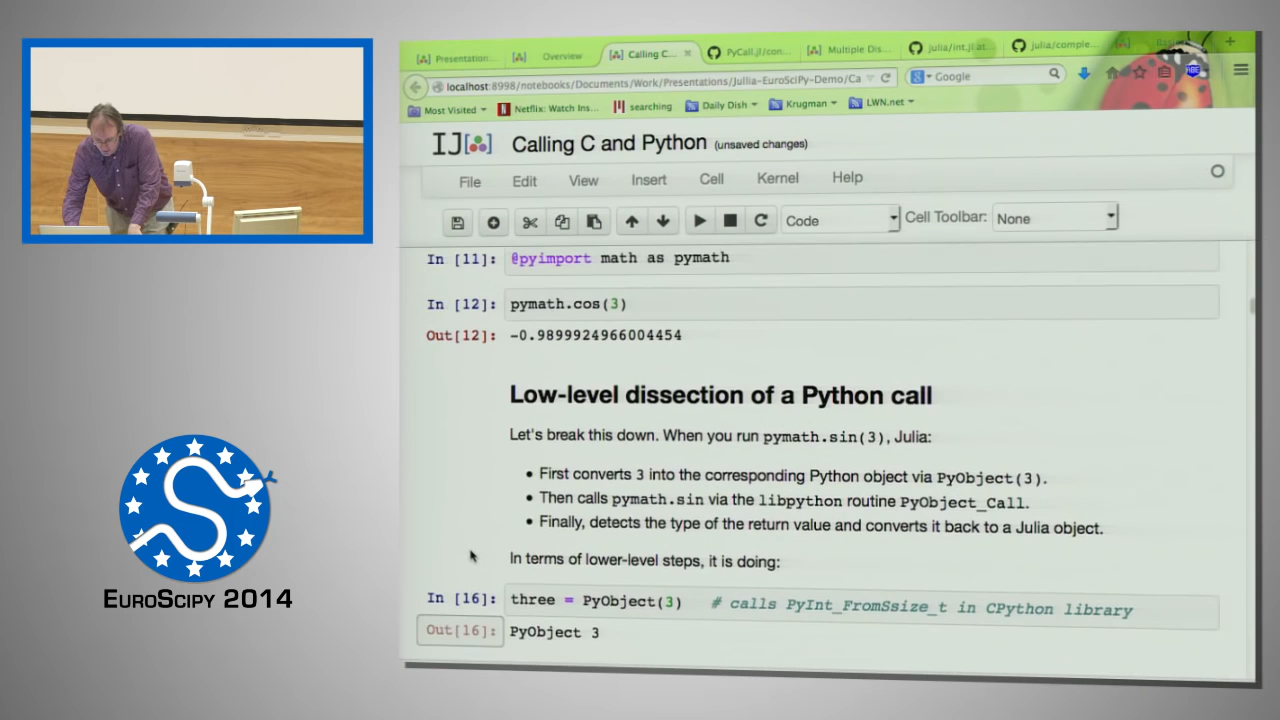 Presentation...
Overview
Calling C...
PyCall.jl/con...
Multiple Dis...
julia/int.jl at...
julia/comple...
localhost:8998/notebooks/Documents/Work/Presentations/Jullia-EuroSciPy-Demo/Ca
Google
ABE
Most Visited
Netflix: Watch Ins...
searching
Daily Dish
Krugman
LWN.net
IJ
Calling C and Python (unsaved changes)
File Edit View Insert Cell Kernel Help
Code
Cell Toolbar: None
In [11]: @pyimport math as pymath
In [12]: pymath.cos(3)
Out[12]: -0.9899924966004454
Low-level dissection of a Python call
Let's break this down. When you run pymath.sin(3), Julia:
• First converts 3 into the corresponding Python object via PyObject(3).
• Then calls pymath.sin via the libpython routine PyObject_Call.
• Finally, detects the type of the return value and converts it back to a Julia object.
In terms of lower-level steps, it is doing:
In [16]: three = PyObject(3) # calls PyInt_FromSsize_t in CPython library
Out[16]: PyObject 3
EUROSCIPY 2014